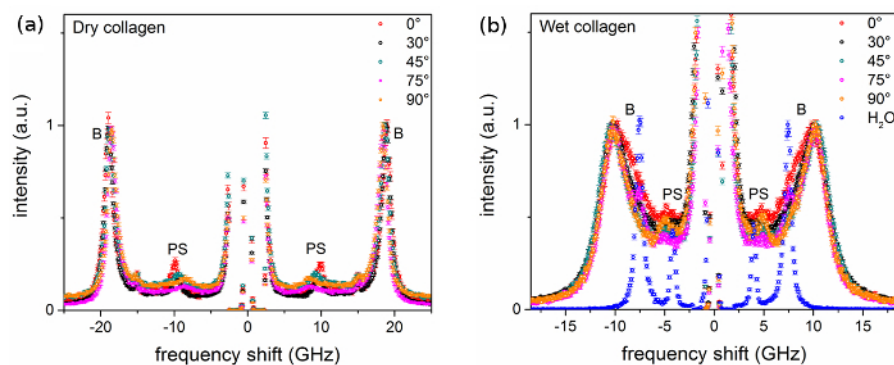 (a)
Dry collagen
0°
30°
45°
75°
90°
B
B
PS
PS
1
0
intensity (a.u.)
-20
-10
0
10
20
frequency shift (GHz)
(b)
Wet collagen
0°
30°
45°
75°
90°
H₂O
B
B
PS
PS
1
0
intensity (a.u.)
-15
-10
-5
0
5
10
15
frequency shift (GHz)